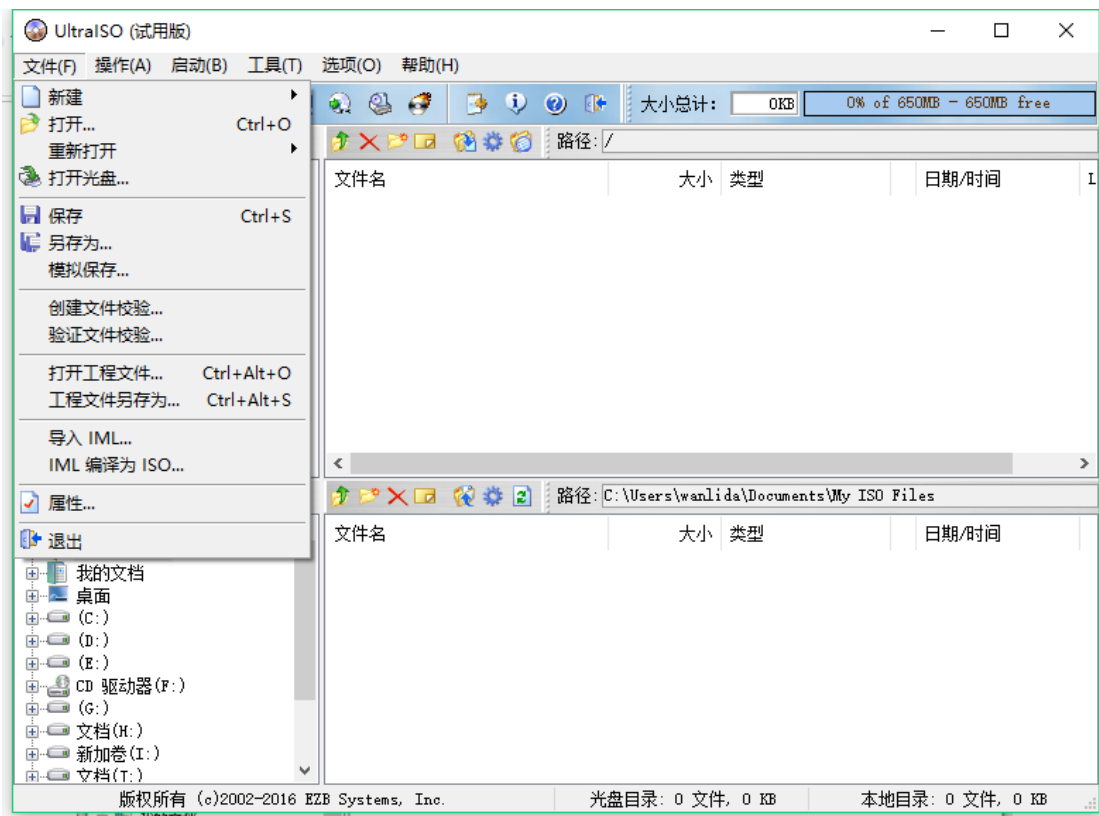 UltraISO (试用版)
文件(F) 操作(A) 启动(B) 工具(T) 选项(O) 帮助(H)
新建
打开... Ctrl+O
重新打开
打开光盘...
保存 Ctrl+S
另存为...
模拟保存...
创建文件校验...
验证文件校验...
打开工程文件... Ctrl+Alt+O
工程文件另存为... Ctrl+Alt+S
导入 IML...
IML 编译为 ISO...
属性...
退出
大小总计: 0KB 0% of 650MB - 650MB free
路径: /
文件名 大小 类型 日期/时间 L
路径: C:\Users\wanlida\Documents\My ISO Files
文件名 大小 类型 日期/时间
我的文档
桌面
(C:)
(D:)
(E:)
CD 驱动器(F:)
(G:)
文档(H:)
新加卷(I:)
文档(T:)
版权所有 (c)2002-2016 EZB Systems, Inc. 光盘目录: 0 文件, 0 KB 本地目录: 0 文件, 0 KB